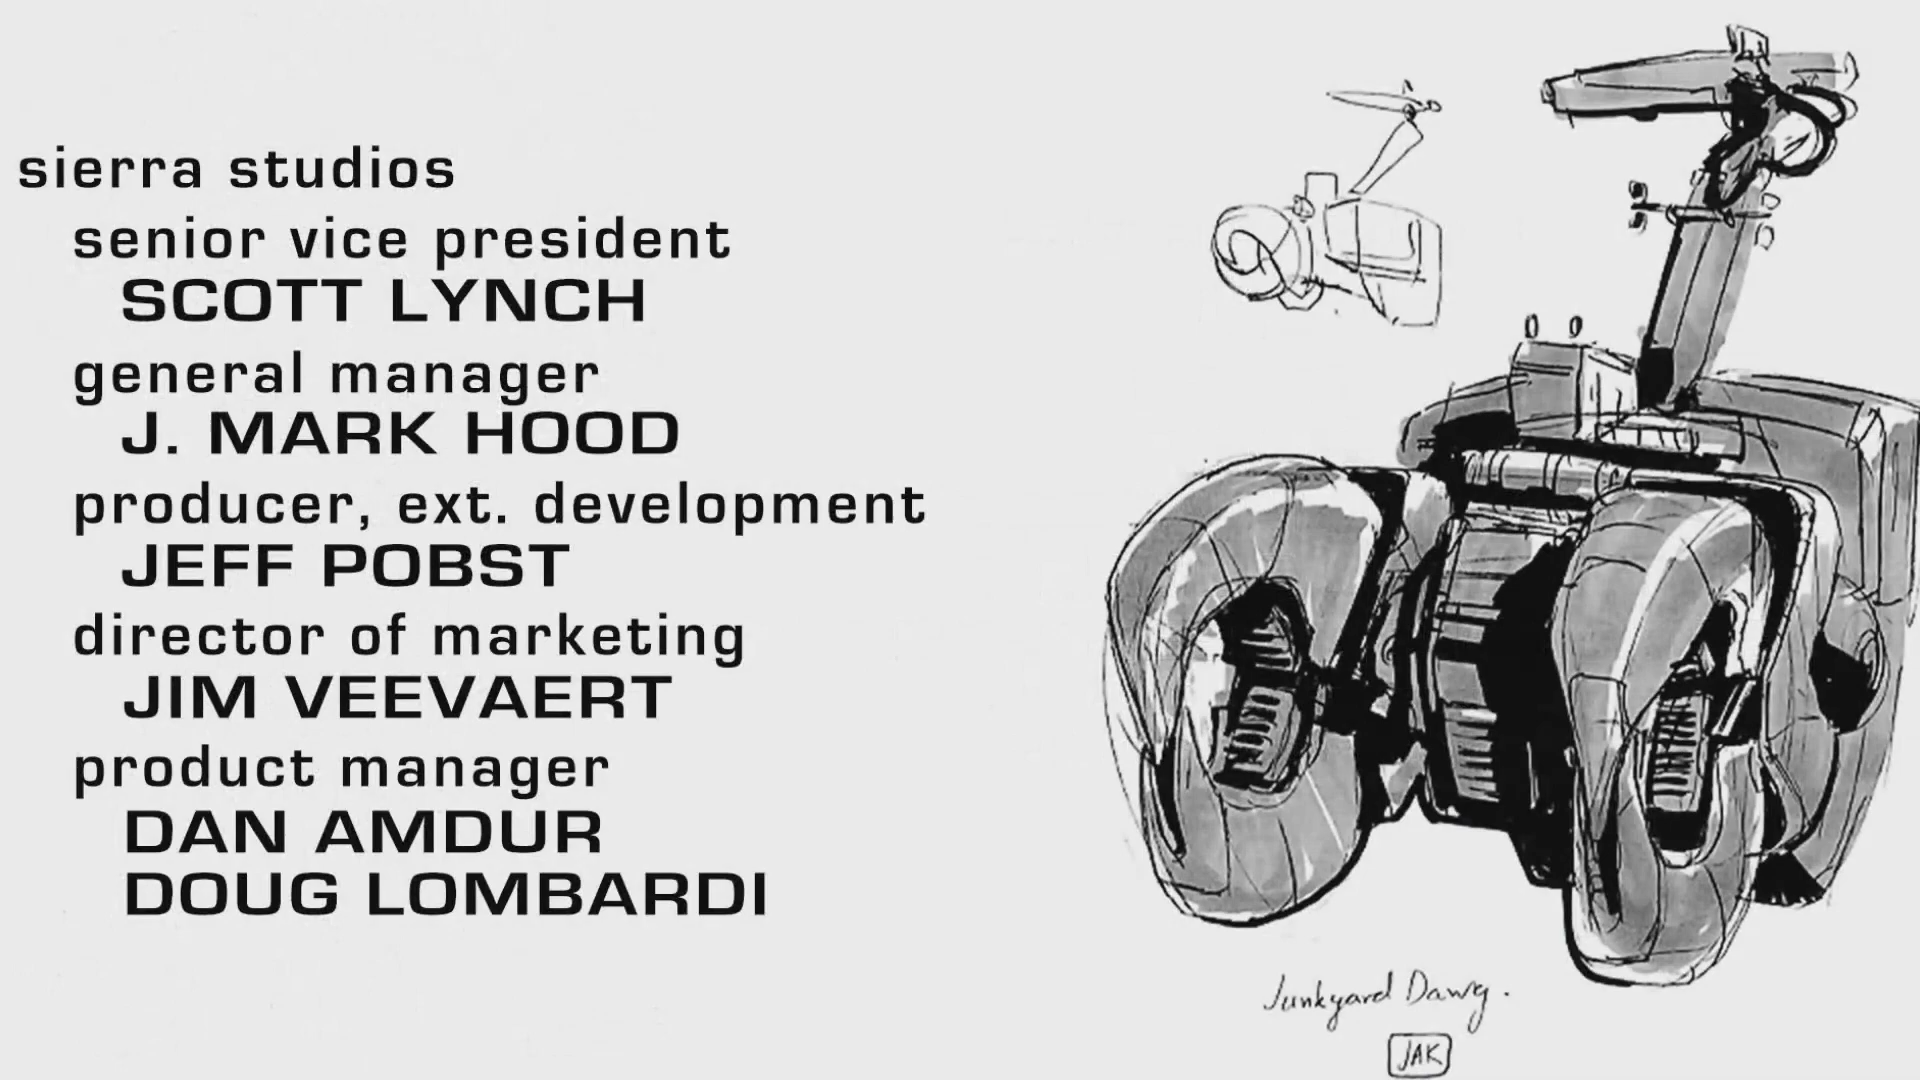 sierra studios
senior vice president
SCOTT LYNCH
general manager
J. MARK HOOD
producer, ext. development
JEFF POBST
director of marketing
JIM VEEVAERT
product manager
DAN AMDUR
DOUG LOMBARDI
Junkyard Dawg.
JAK